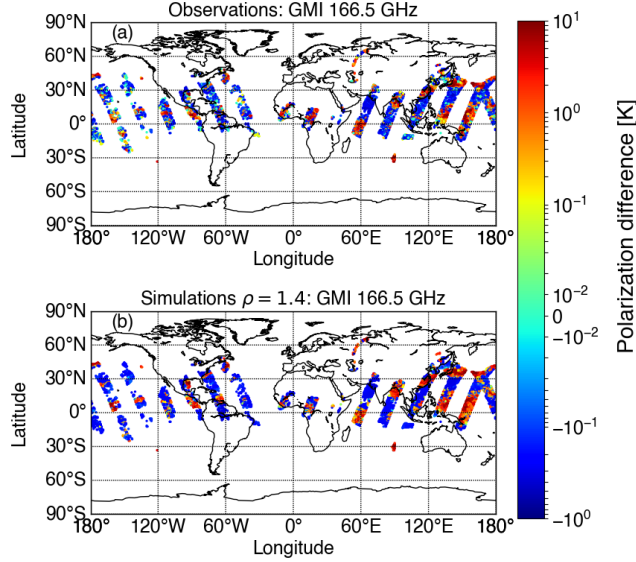 Observations: GMI 166.5 GHz
(a)
90°N
60°N
30°N
0°
30°S
60°S
90°S
Latitude
180° 120°W 60°W 0° 60°E 120°E 180°
Longitude
Simulations ρ = 1.4: GMI 166.5 GHz
(b)
90°N
60°N
30°N
0°
30°S
60°S
90°S
Latitude
180° 120°W 60°W 0° 60°E 120°E 180°
Longitude
10¹
10⁰
10⁻¹
10⁻²
0
−10⁻²
−10⁻¹
−10⁰
Polarization difference [K]